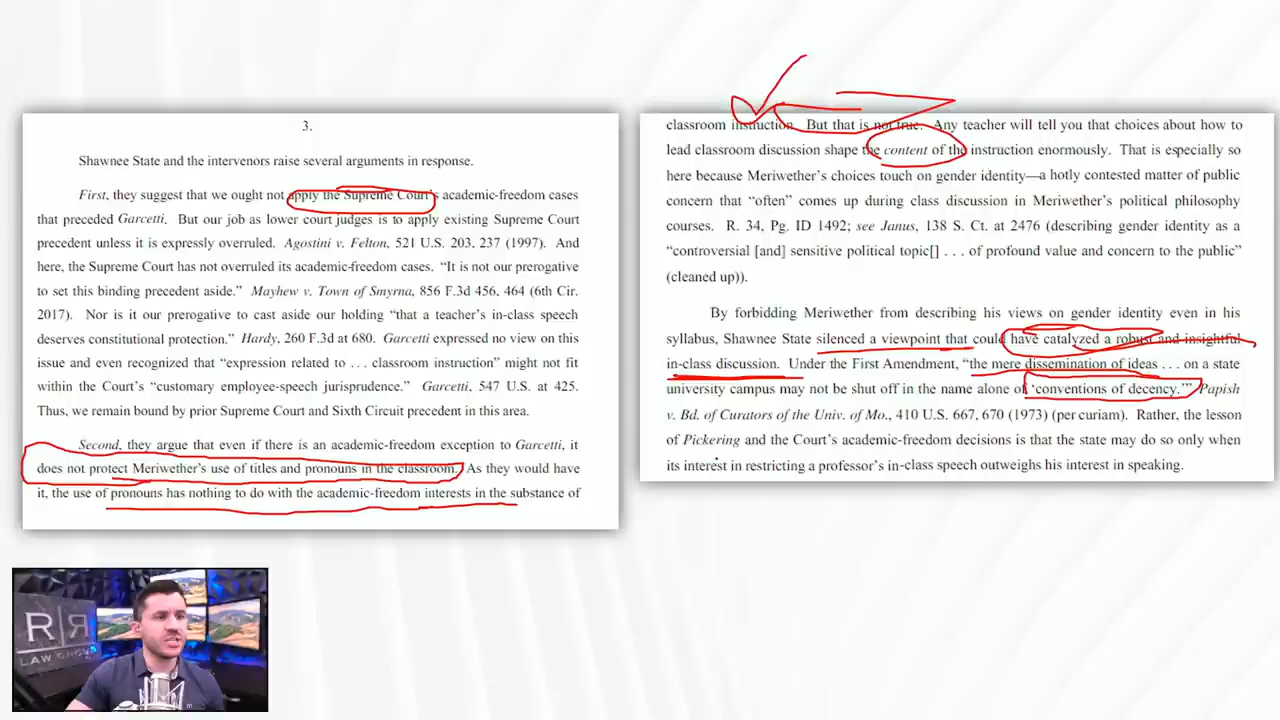 3.
Shawnee State and the intervenors raise several arguments in response.
First, they suggest that we ought not apply the Supreme Court's academic-freedom cases
that preceded Garcetti. But our job as lower court judges is to apply existing Supreme Court
precedent unless it is expressly overruled. Agostini v. Felton, 521 U.S. 203, 237 (1997). And
here, the Supreme Court has not overruled its academic-freedom cases. “It is not our prerogative
to set this binding precedent aside.” Mayhew v. Town of Smyrna, 856 F.3d 456, 464 (6th Cir.
2017). Nor is it our prerogative to cast aside our holding “that a teacher's in-class speech
deserves constitutional protection.” Hardy, 260 F.3d at 680. Garcetti expressed no view on this
issue and even recognized that “expression related to . . . classroom instruction” might not fit
within the Court's “customary employee-speech jurisprudence.” Garcetti, 547 U.S. at 425.
Thus, we remain bound by prior Supreme Court and Sixth Circuit precedent in this area.
Second, they argue that even if there is an academic-freedom exception to Garcetti, it
does not protect Meriwether's use of titles and pronouns in the classroom. As they would have
it, the use of pronouns has nothing to do with the academic-freedom interests in the substance of
classroom instruction. But that is not true. Any teacher will tell you that choices about how to
lead classroom discussion shape the content of the instruction enormously. That is especially so
here because Meriwether's choices touch on gender identity—a hotly contested matter of public
concern that “often” comes up during class discussion in Meriwether's political philosophy
courses. R. 34, Pg. ID 1492; see Janus, 138 S. Ct. at 2476 (describing gender identity as a
“controversial [and] sensitive political topic[] . . . of profound value and concern to the public”
(cleaned up)).
By forbidding Meriwether from describing his views on gender identity even in his
syllabus, Shawnee State silenced a viewpoint that could have catalyzed a robust and insightful
in-class discussion. Under the First Amendment, “the mere dissemination of ideas . . . on a state
university campus may not be shut off in the name alone of ‘conventions of decency.’” Papish
v. Bd. of Curators of the Univ. of Mo., 410 U.S. 667, 670 (1973) (per curiam). Rather, the lesson
of Pickering and the Court's academic-freedom decisions is that the state may do so only when
its interest in restricting a professor's in-class speech outweighs his interest in speaking.
R|R
LAW GROUP